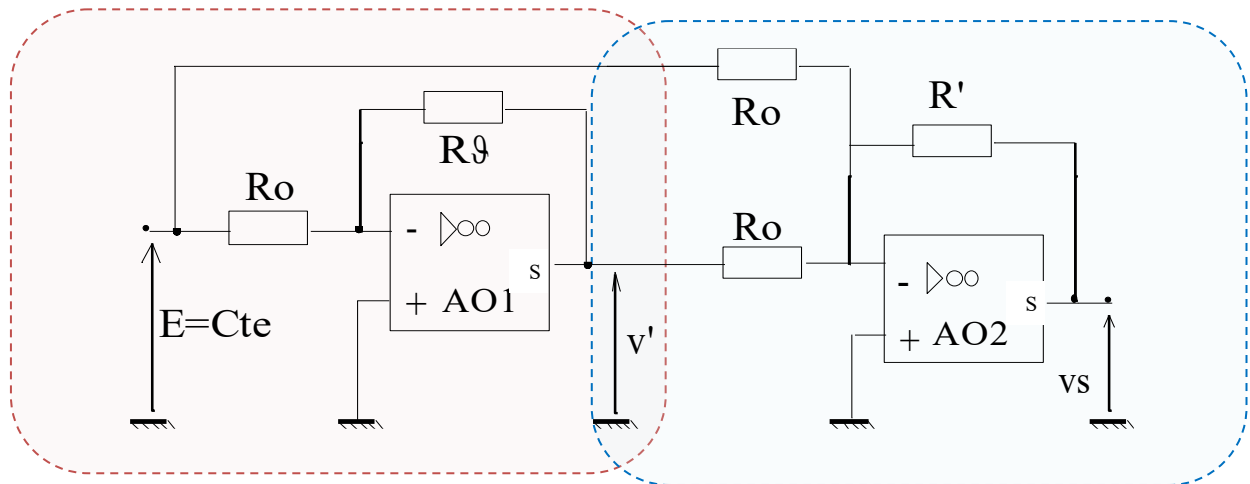 Ro
R'
Rϑ
Ro
Ro
-
S
+ AO1
E=Cte
v'
-
S
+ AO2
vs